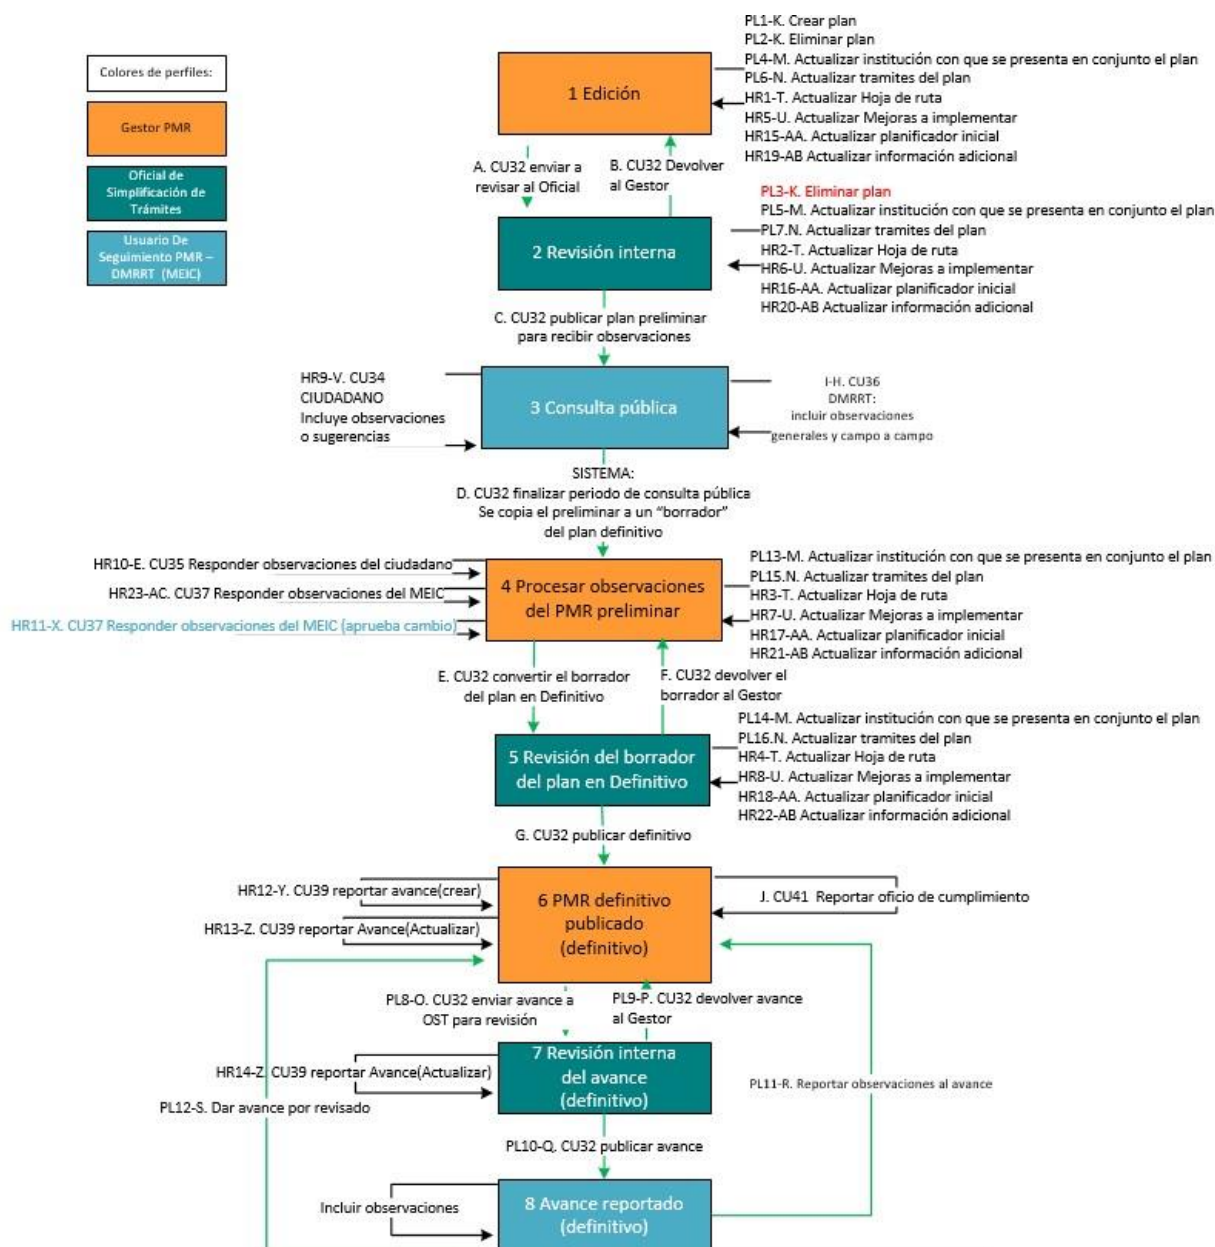 PL1-K. Crear plan
PL2-K. Eliminar plan
PL4-M. Actualizar institución con que se presenta en conjunto el plan
PL6-N. Actualizar tramites del plan
HR1-T. Actualizar Hoja de ruta
HR5-U. Actualizar Mejoras a implementar
HR15-AA. Actualizar planificador inicial
HR19-AB Actualizar información adicional
Colores de perfiles:
Gestor PMR
Oficial de
Simplificación de
Trámites
Usuario De
Seguimiento PMR –
DMRRT (MEIC)
1 Edición
A. CU32 enviar a
revisar al Oficial
B. CU32 Devolver
al Gestor
PL3-K. Eliminar plan
PL5-M. Actualizar institución con que se presenta en conjunto el plan
PL7.N. Actualizar tramites del plan
HR2-T. Actualizar Hoja de ruta
HR6-U. Actualizar Mejoras a implementar
HR16-AA. Actualizar planificador inicial
HR20-AB Actualizar información adicional
2 Revisión interna
C. CU32 publicar plan preliminar
para recibir observaciones
HR9-V. CU34
CIUDADANO
Incluye observaciones
o sugerencias
3 Consulta pública
I-H. CU36
DMRRT:
incluir observaciones
generales y campo a campo
SISTEMA:
D. CU32 finalizar periodo de consulta pública
Se copia el preliminar a un "borrador"
del plan definitivo
HR10-E. CU35 Responder observaciones del ciudadano
HR23-AC. CU37 Responder observaciones del MEIC
HR11-X. CU37 Responder observaciones del MEIC (aprueba cambio)
4 Procesar observaciones
del PMR preliminar
PL13-M. Actualizar institución con que se presenta en conjunto el plan
PL15.N. Actualizar tramites del plan
HR3-T. Actualizar Hoja de ruta
HR7-U. Actualizar Mejoras a implementar
HR17-AA. Actualizar planificador inicial
HR21-AB Actualizar información adicional
E. CU32 convertir el borrador
del plan en Definitivo
F. CU32 devolver el
borrador al Gestor
PL14-M. Actualizar institución con que se presenta en conjunto el plan
PL16.N. Actualizar tramites del plan
HR4-T. Actualizar Hoja de ruta
HR8-U. Actualizar Mejoras a implementar
HR18-AA. Actualizar planificador inicial
HR22-AB Actualizar información adicional
5 Revisión del borrador
del plan en Definitivo
G. CU32 publicar definitivo
HR12-Y. CU39 reportar avance(crear)
HR13-Z. CU39 reportar Avance(Actualizar)
6 PMR definitivo
publicado
(definitivo)
J. CU41 Reportar oficio de cumplimiento
PL8-O. CU32 enviar avance a
OST para revisión
PL9-P. CU32 devolver avance
al Gestor
HR14-Z. CU39 reportar Avance(Actualizar)
PL12-S. Dar avance por revisado
7 Revisión interna
del avance
(definitivo)
PL11-R. Reportar observaciones al avance
PL10-Q. CU32 publicar avance
Incluir observaciones
8 Avance reportado
(definitivo)